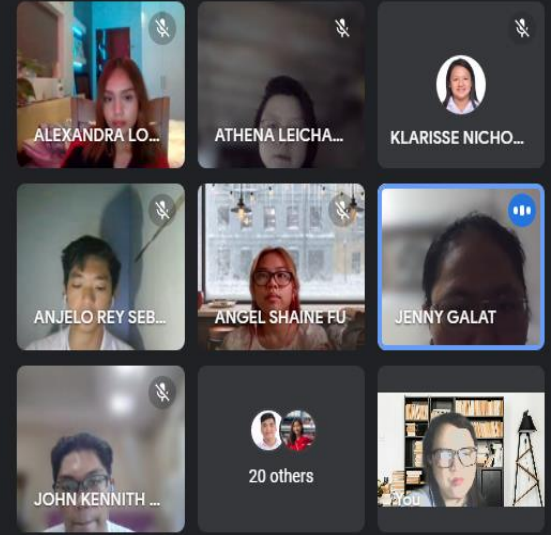 ALEXANDRA LO...
ATHENA LEICHA...
KLARISSE NICHO...
ANJELO REY SEB...
ANGEL SHAINE FU
JENNY GALAT
JOHN KENNITH ...
20 others
You